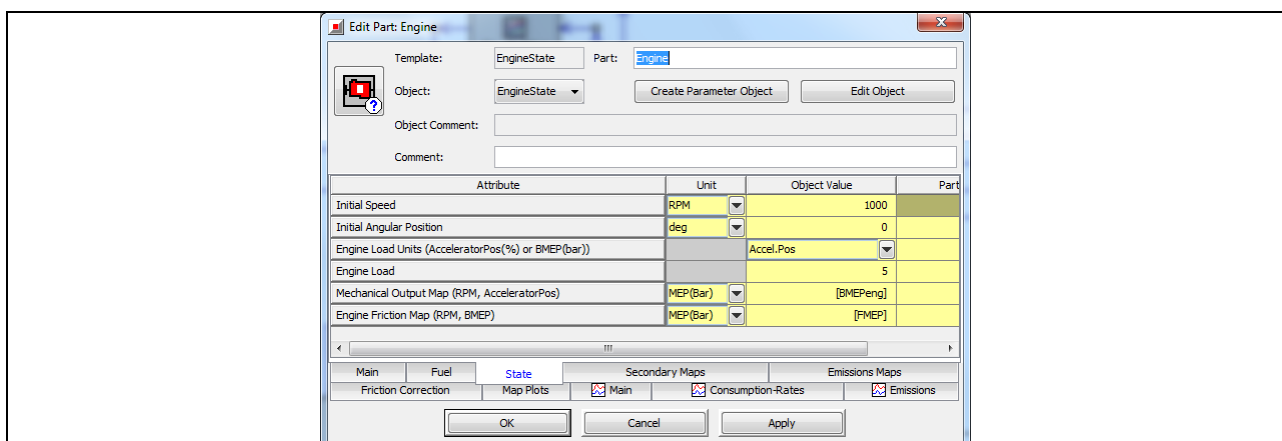 Edit Part: Engine
Template: EngineState Part: Engine
Object: EngineState Create Parameter Object Edit Object
Object Comment:
Comment:
Attribute Unit Object Value Part
Initial Speed RPM 1000
Initial Angular Position deg 0
Engine Load Units (AcceleratorPos(%) or BMEP(bar)) Accel.Pos
Engine Load 5
Mechanical Output Map (RPM, AcceleratorPos) MEP(Bar) [BMEPeng]
Engine Friction Map (RPM, BMEP) MEP(Bar) [FMEP]
Main Fuel State Secondary Maps Emissions Maps
Friction Correction Map Plots Main Consumption-Rates Emissions
OK Cancel Apply